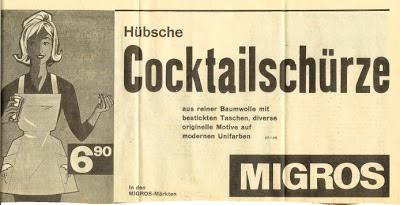 Hübsche
Cocktailschürze
aus reiner Baumwolle mit
bestickten Taschen, diverse
originelle Motive auf
modernen Unifarben
6.90
In den
MIGROS-Märkten
MIGROS